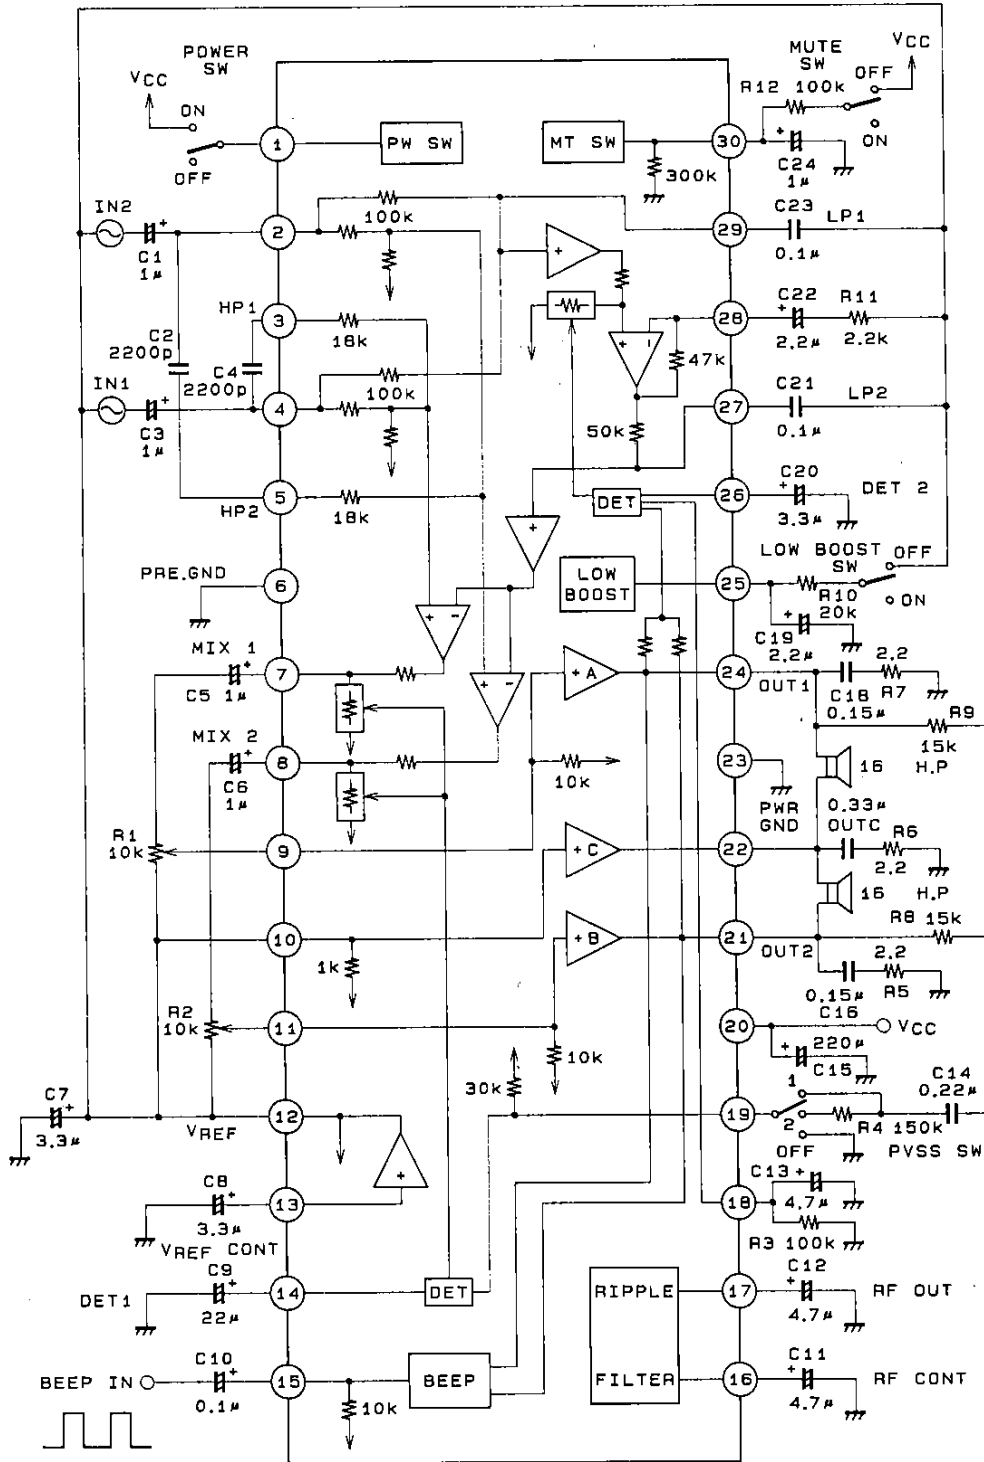 POWER
SW
VCC
ON
OFF
1
PW SW
MUTE
SW
OFF
VCC
R12 100k
ON
MT SW
30
300k
+
C24
1μ
IN2
+
C1
1μ
2
100k
29
C23
LP1
0.1μ
+
HP1
3
18k
C2
2200p
C4
2200p
28
+
C22
R11
2.2μ
2.2k
+ -
47k
IN1
+
C3
1μ
4
100k
27
C21
LP2
0.1μ
50k
5
HP2
18k
DET
26
+
C20
DET 2
3.3μ
+
PRE.GND
6
LOW
BOOST
25
LOW BOOST
SW
OFF
ON
R10
20k
C19
+
2.2μ
+ -
MIX 1
+
C5 1μ
7
+ -
+ A
24
OUT1
2.2
C18
R7
0.15μ
R9
15k
16
H.P
MIX 2
+
C6
1μ
8
10k
23
PWR
GND
0.33μ
OUTC
R1
10k
9
+ C
22
R6
2.2
16
H.P
R8
15k
10
1k
+ B
21
OUT2
2.2
0.15μ
R5
C16
R2
10k
11
10k
20
VCC
+
220μ
C15
C14
0.22μ
30k
C7
+
3.3μ
12
VREF
19
1
2
OFF
R4
150k
PVSS SW
+
C8
+
3.3μ
13
VREF CONT
18
C13
+
4.7μ
R3 100k
C9
+
DET1
22μ
14
DET
RIPPLE
FILTER
17
C12
+
4.7μ
RF OUT
BEEP IN
C10
+
0.1μ
15
10k
BEEP
16
C11
+
4.7μ
RF CONT